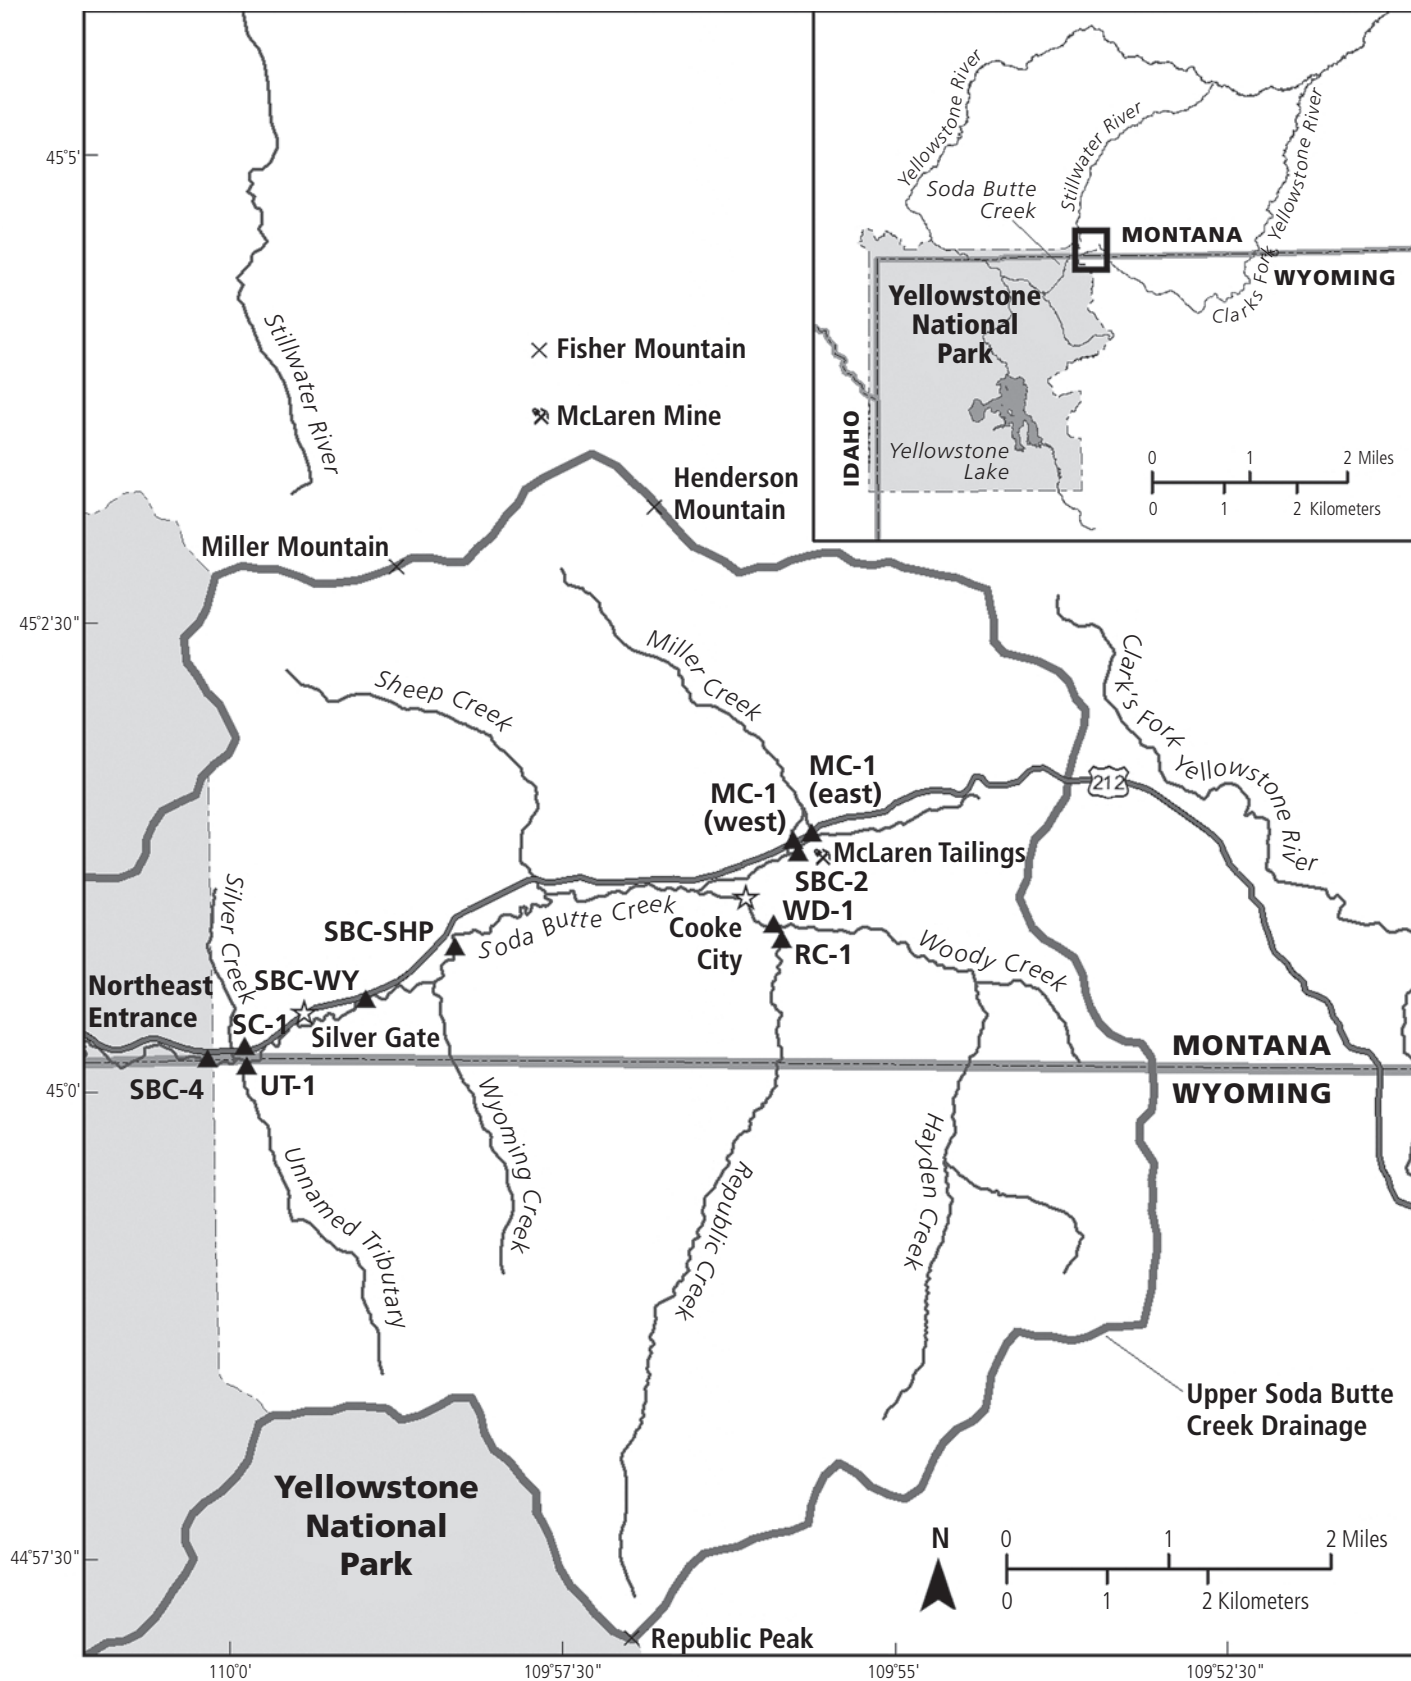 45°5'
45°2'30"
45°0'
44°57'30"
110°0'
109°57'30"
109°55'
109°52'30"
Yellowstone River
Stillwater River
Clarks Fork Yellowstone River
Soda Butte
Creek
MONTANA
WYOMING
Yellowstone
National
Park
IDAHO
Yellowstone
Lake
0 1 2 Miles
0 1 2 Kilometers
Stillwater River
Fisher Mountain
McLaren Mine
Henderson
Mountain
Miller Mountain
Miller Creek
Sheep Creek
Clark's Fork Yellowstone River
MC-1
(east)
MC-1
(west)
212
McLaren Tailings
SBC-2
WD-1
RC-1
Cooke
City
Silver Creek
SBC-SHP
Soda Butte Creek
Woody Creek
SBC-WY
Northeast
Entrance
SC-1
Silver Gate
SBC-4
UT-1
MONTANA
WYOMING
Unnamed Tributary
Wyoming Creek
Republic Creek
Hayden Creek
Upper Soda Butte
Creek Drainage
Yellowstone
National
Park
N
0 1 2 Miles
0 1 2 Kilometers
Republic Peak